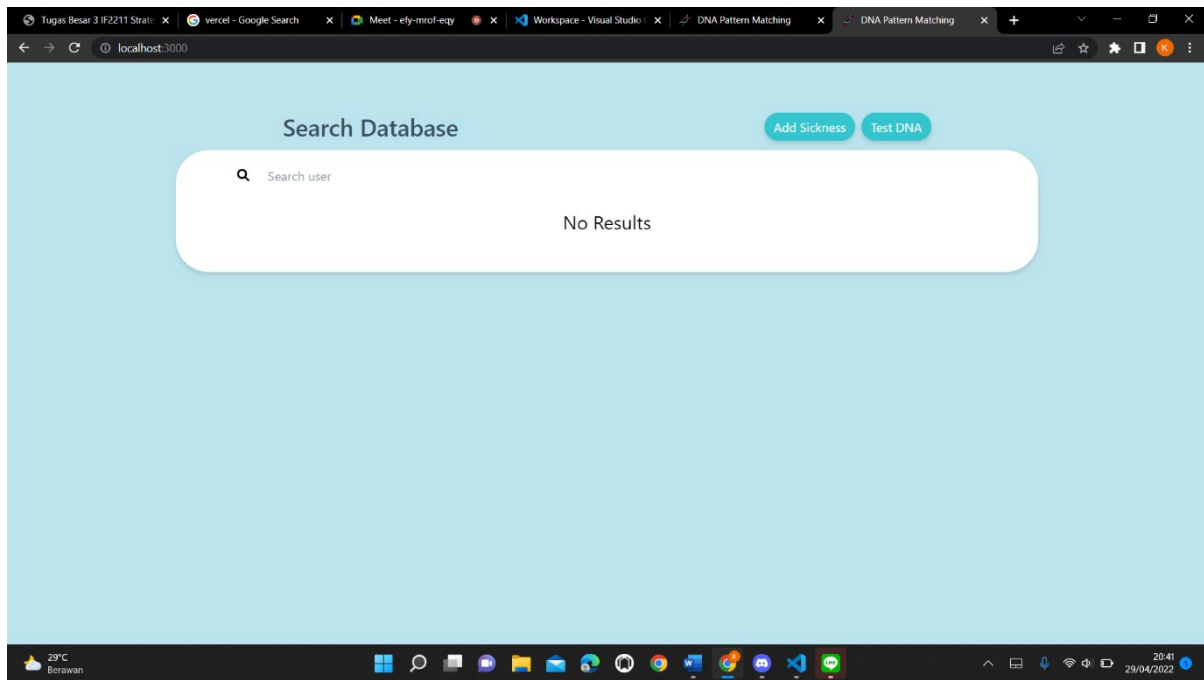 Tugas Besar 3 IF2211 Strate
vercel - Google Search
Meet - efy-mrof-eqy
Workspace - Visual Studio
DNA Pattern Matching
DNA Pattern Matching
localhost:3000
K
Search Database
Add Sickness
Test DNA
Search user
No Results
29°C
Berawan
20:41
29/04/2022
1